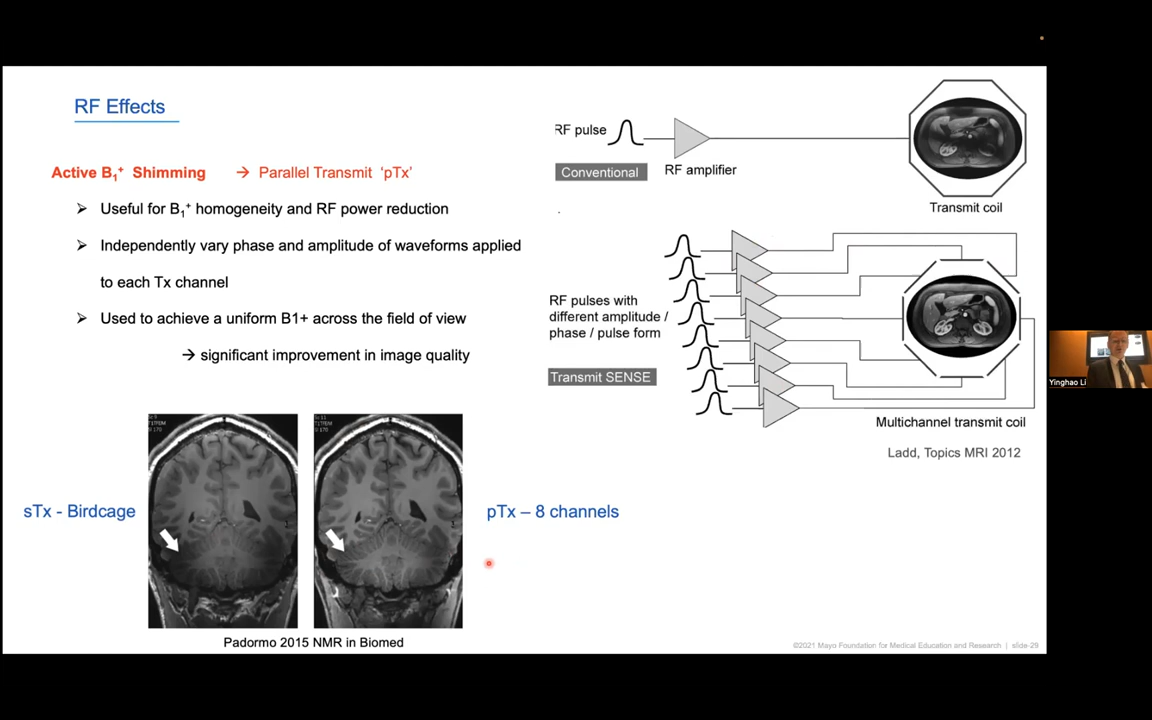 RF Effects
Active B1+ Shimming → Parallel Transmit 'pTx'
➢ Useful for B1+ homogeneity and RF power reduction
➢ Independently vary phase and amplitude of waveforms applied
to each Tx channel
➢ Used to achieve a uniform B1+ across the field of view
→ significant improvement in image quality
RF pulse
Conventional
RF amplifier
Transmit coil
RF pulses with
different amplitude /
phase / pulse form
Transmit SENSE
Multichannel transmit coil
Ladd, Topics MRI 2012
sTx - Birdcage
pTx – 8 channels
Padormo 2015 NMR in Biomed
©2021 Mayo Foundation for Medical Education and Research | slide-29
Yinghao Li